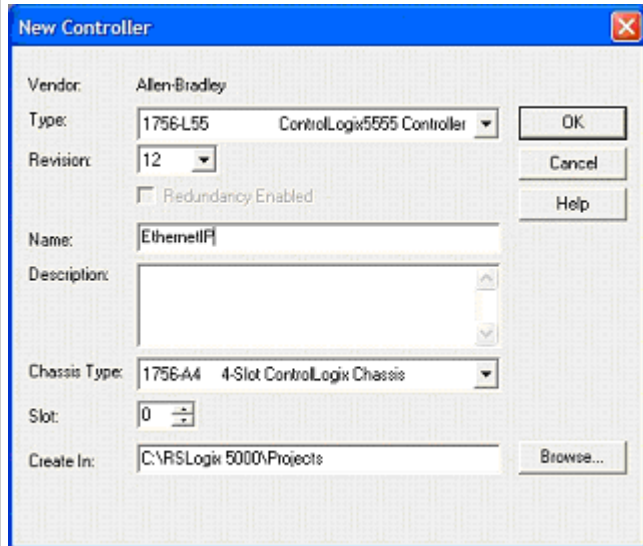 New Controller
Vendor: Allen-Bradley
Type: 1756-L55 ControlLogix5555 Controller OK
Revision: 12 Cancel
Redundancy Enabled Help
Name: EthernetIP
Description:
Chassis Type: 1756-A4 4-Slot ControlLogix Chassis
Slot: 0
Create In: C:\RSLogix 5000\Projects Browse...